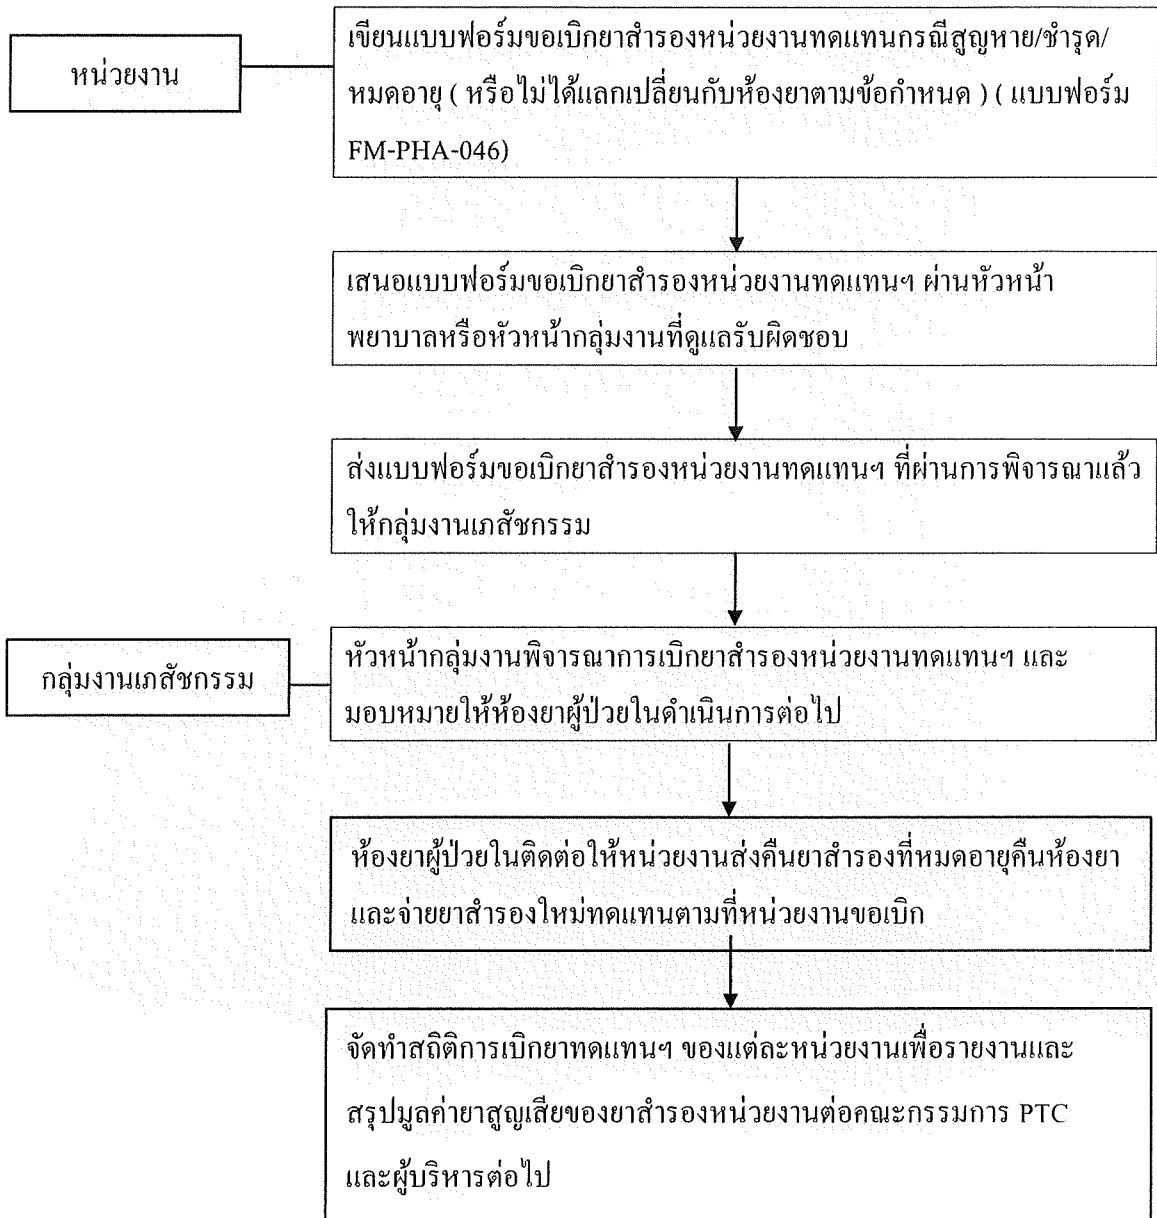 หน่วยงาน
เขียนแบบฟอร์มขอเบิกยาสำรองหน่วยงานทดแทนกรณีสูญหาย/ชำรุด/
หมดอายุ ( หรือไม่ได้แลกเปลี่ยนกับห้องยาตามข้อกำหนด ) ( แบบฟอร์ม
FM-PHA-046)
เสนอแบบฟอร์มขอเบิกยาสำรองหน่วยงานทดแทนฯ ผ่านหัวหน้า
พยาบาลหรือหัวหน้ากลุ่มงานที่ดูแลรับผิดชอบ
ส่งแบบฟอร์มขอเบิกยาสำรองหน่วยงานทดแทนฯ ที่ผ่านการพิจารณาแล้ว
ให้กลุ่มงานเภสัชกรรม
กลุ่มงานเภสัชกรรม
หัวหน้ากลุ่มงานพิจารณาการเบิกยาสำรองหน่วยงานทดแทนฯ และ
มอบหมายให้ห้องยาผู้ป่วยในดำเนินการต่อไป
ห้องยาผู้ป่วยในติดต่อให้หน่วยงานส่งคืนยาสำรองที่หมดอายุคืนห้องยา
และจ่ายยาสำรองใหม่ทดแทนตามที่หน่วยงานขอเบิก
จัดทำสถิติการเบิกยาทดแทนฯ ของแต่ละหน่วยงานเพื่อรายงานและ
สรุปมูลค่ายาสูญเสียของยาสำรองหน่วยงานต่อคณะกรรมการ PTC
และผู้บริหารต่อไป